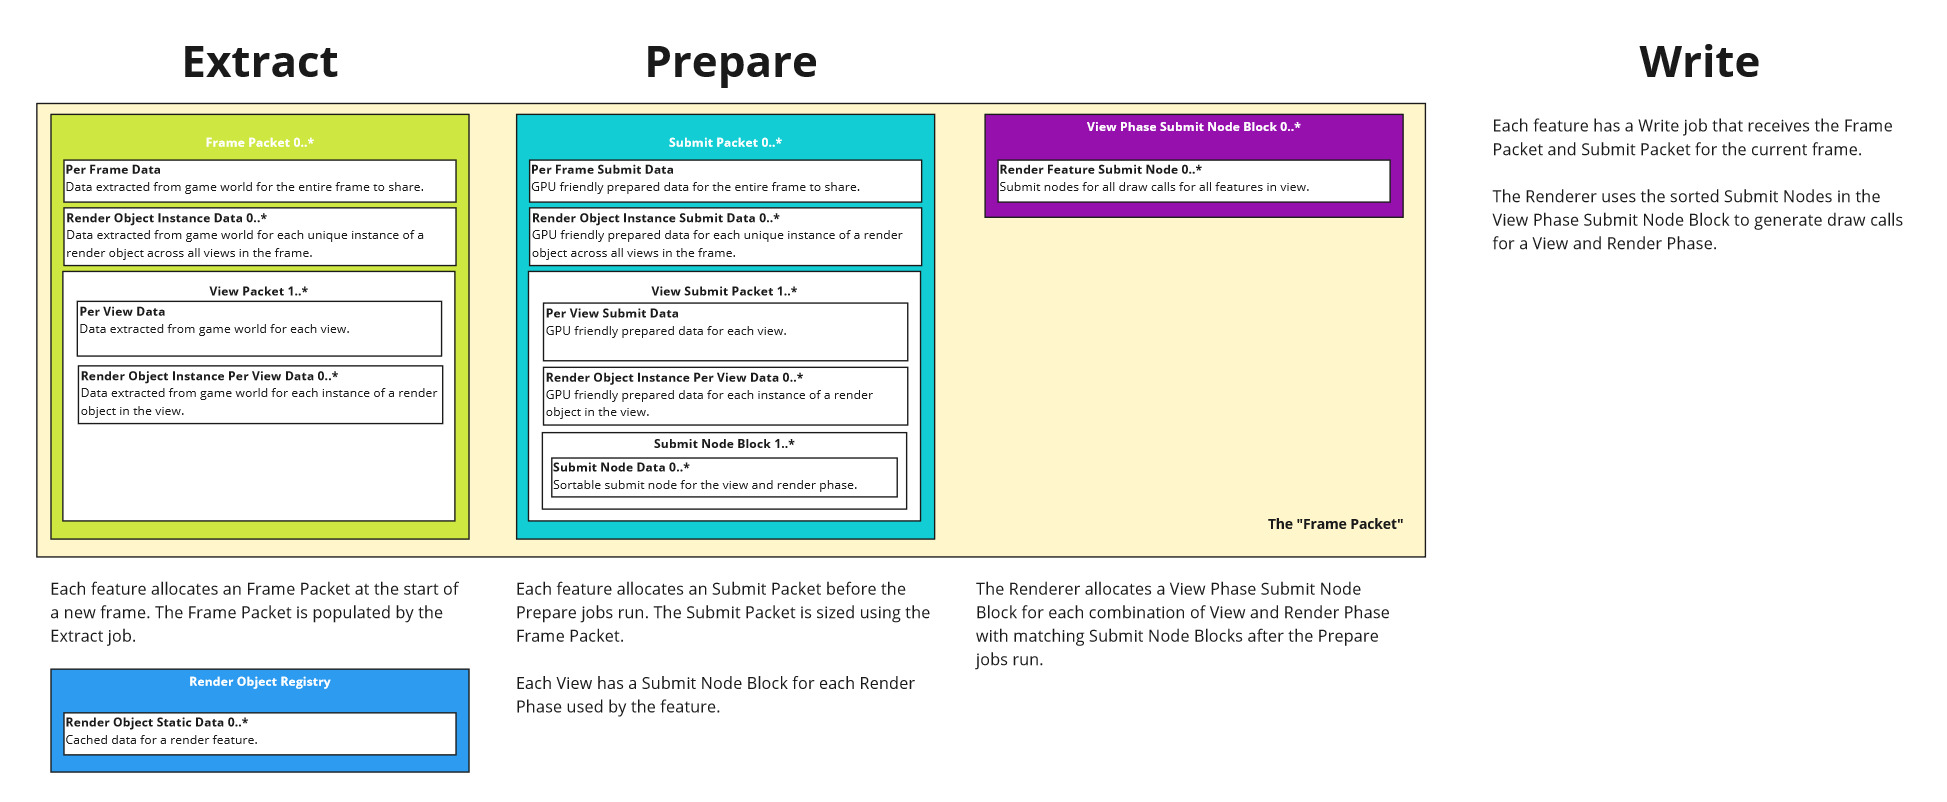 Extract
Frame Packet 0..*
Per Frame Data
Data extracted from game world for the entire frame to share.
Render Object Instance Data 0..*
Data extracted from game world for each unique instance of a
render object across all views in the frame.
View Packet 1..*
Per View Data
Data extracted from game world for each view.
Render Object Instance Per View Data 0..*
Data extracted from game world for each instance of a render
object in the view.
Each feature allocates an Frame Packet at the start of
a new frame. The Frame Packet is populated by the
Extract job.
Render Object Registry
Render Object Static Data 0..*
Cached data for a render feature.
Prepare
Submit Packet 0..*
Per Frame Submit Data
GPU friendly prepared data for the entire frame to share.
Render Object Instance Submit Data 0..*
GPU friendly prepared data for each unique instance of a render
object across all views in the frame.
View Submit Packet 1..*
Per View Submit Data
GPU friendly prepared data for each view.
Render Object Instance Per View Data 0..*
GPU friendly prepared data for each instance of a render
object in the view.
Submit Node Block 1..*
Submit Node Data 0..*
Sortable submit node for the view and render phase.
Each feature allocates an Submit Packet before the
Prepare jobs run. The Submit Packet is sized using the
Frame Packet.
Each View has a Submit Node Block for each Render
Phase used by the feature.
View Phase Submit Node Block 0..*
Render Feature Submit Node 0..*
Submit nodes for all draw calls for all features in view.
The "Frame Packet"
The Renderer allocates a View Phase Submit Node
Block for each combination of View and Render Phase
with matching Submit Node Blocks after the Prepare
jobs run.
Write
Each feature has a Write job that receives the Frame
Packet and Submit Packet for the current frame.
The Renderer uses the sorted Submit Nodes in the
View Phase Submit Node Block to generate draw calls
for a View and Render Phase.